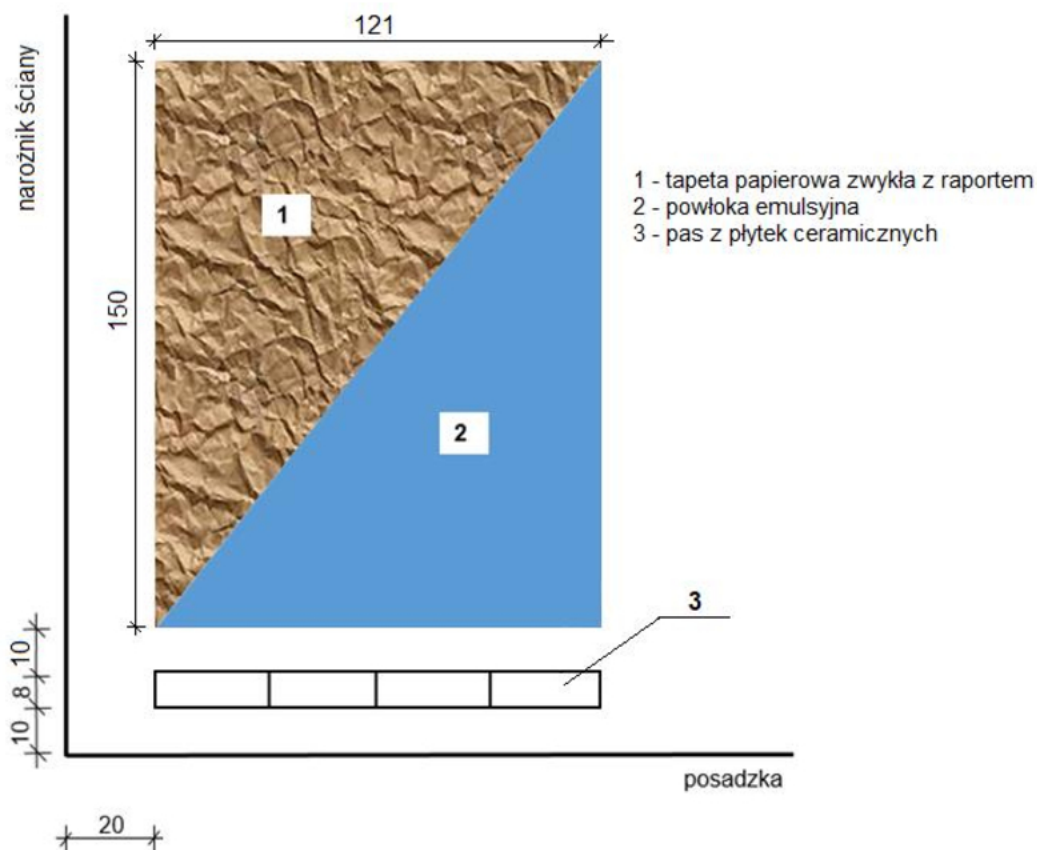 121
narożnik ściany
1 - tapeta papierowa zwykła z raportem
2 - powłoka emulsyjna
3 - pas z płytek ceramicznych
1
150
2
3
10
8
10
posadzka
20